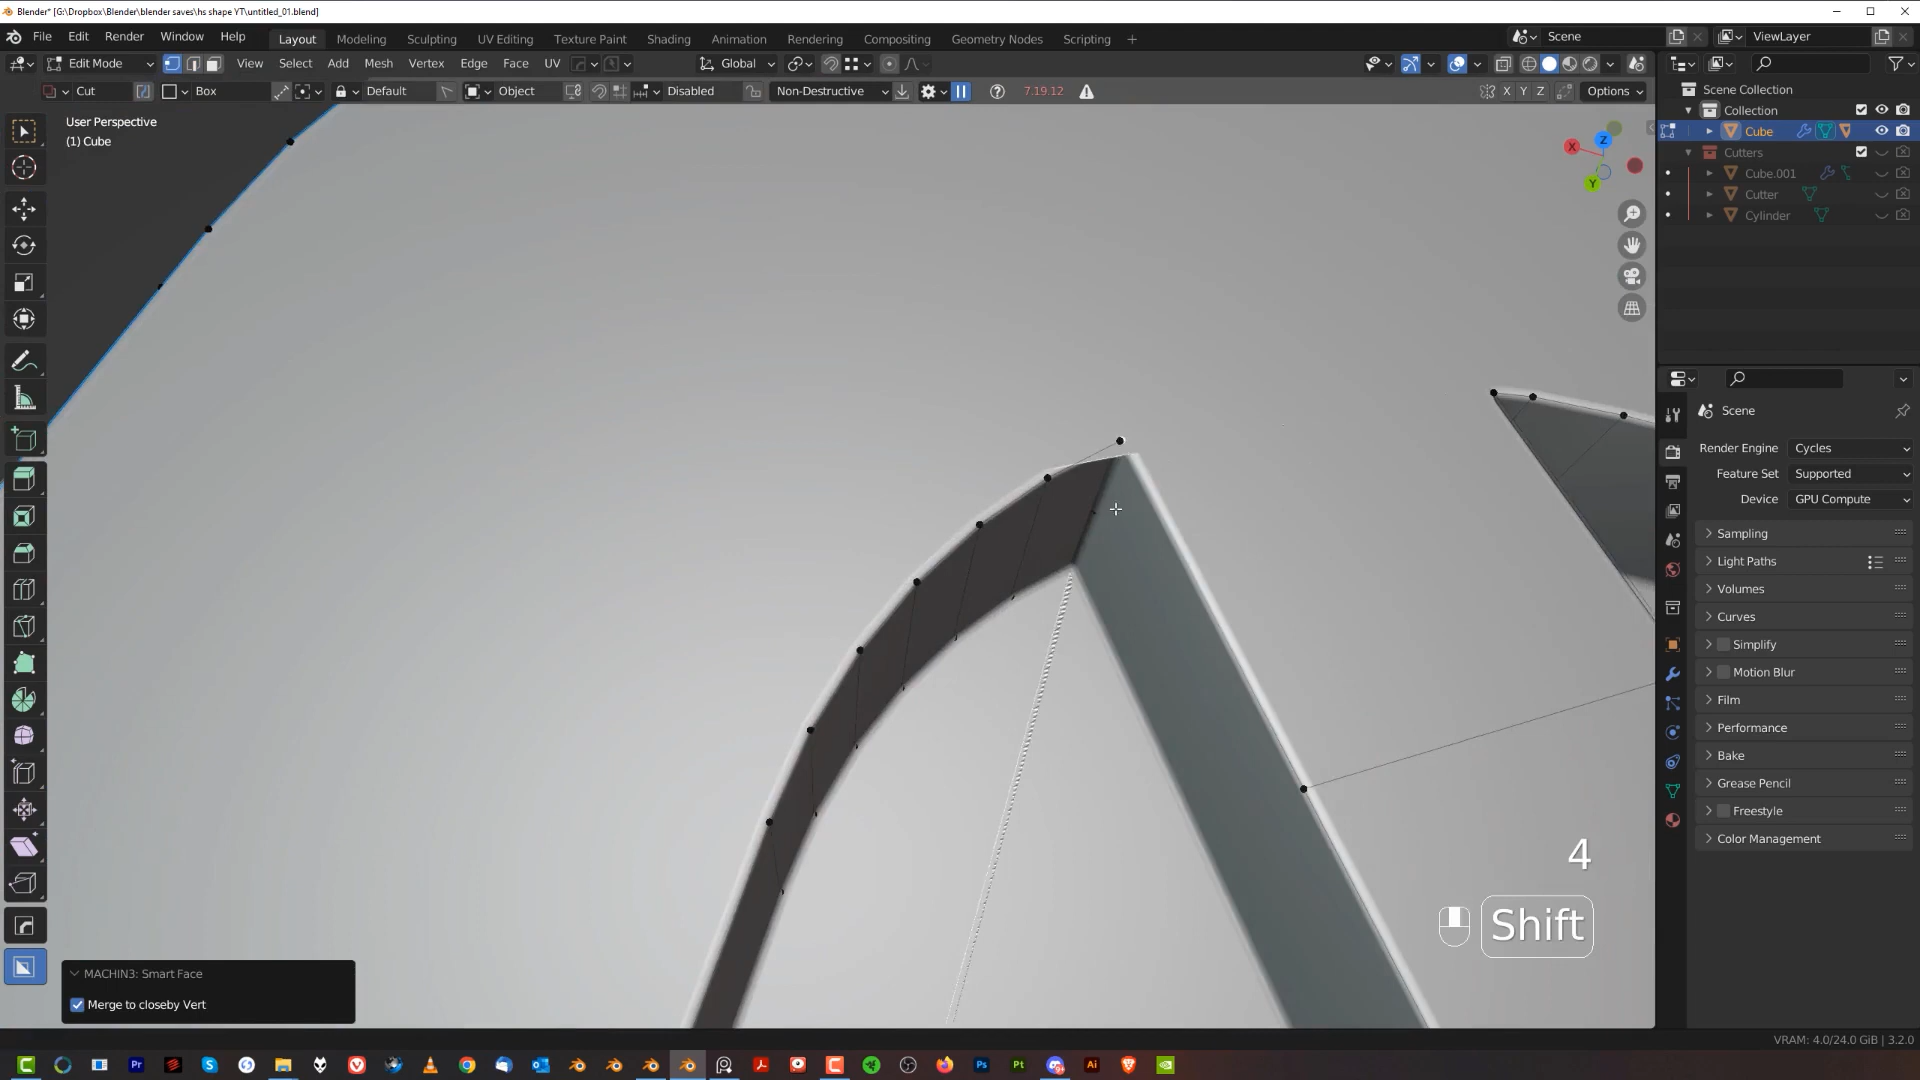 Blender* [G:\Dropbox\Blender\blender saves\hs shape YT\untitled_01.blend]
File Edit Render Window Help Layout Modeling Sculpting UV Editing Texture Paint Shading Animation Rendering Compositing Geometry Nodes Scripting + Scene ViewLayer
Edit Mode View Select Add Mesh Vertex Edge Face UV Global
Cut Box Default Object Disabled Non-Destructive 7.19.12 X Y Z Options
User Perspective
(1) Cube
Z
X
Y
Scene Collection
Collection
Cube
Cutters
Cube.001
Cutter
Cylinder
Scene
Render Engine Cycles
Feature Set Supported
Device GPU Compute
Sampling
Light Paths
Volumes
Curves
Simplify
Motion Blur
Film
Performance
Bake
Grease Pencil
Freestyle
Color Management
4
Shift
MACHIN3: Smart Face
Merge to closeby Vert
VRAM: 4.0/24.0 GiB | 3.2.0